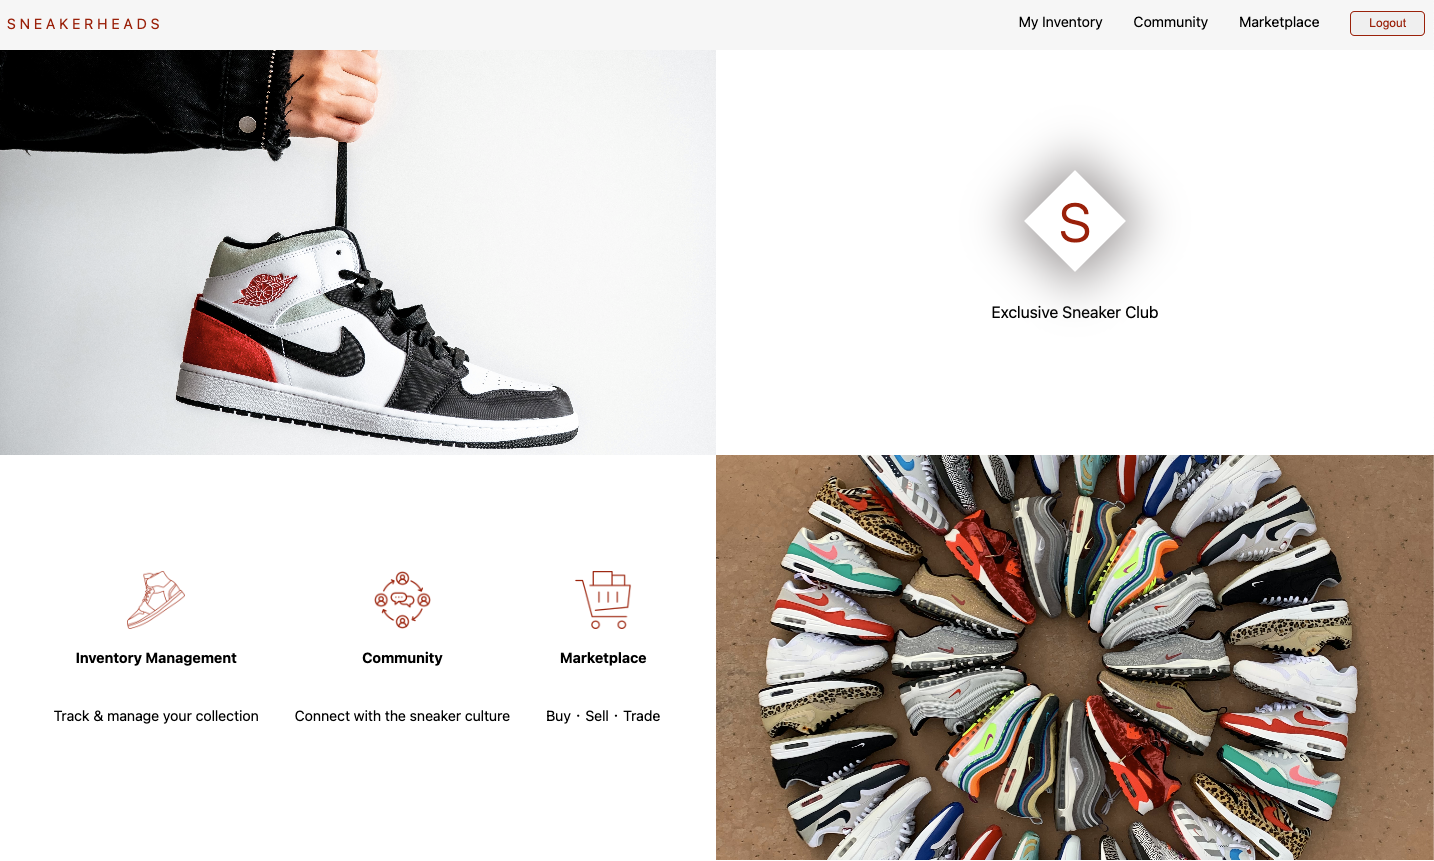 SNEAKERHEADS
My Inventory
Community
Marketplace
Logout
S
Exclusive Sneaker Club
Inventory Management
Community
Marketplace
Track & manage your collection
Connect with the sneaker culture
Buy · Sell · Trade